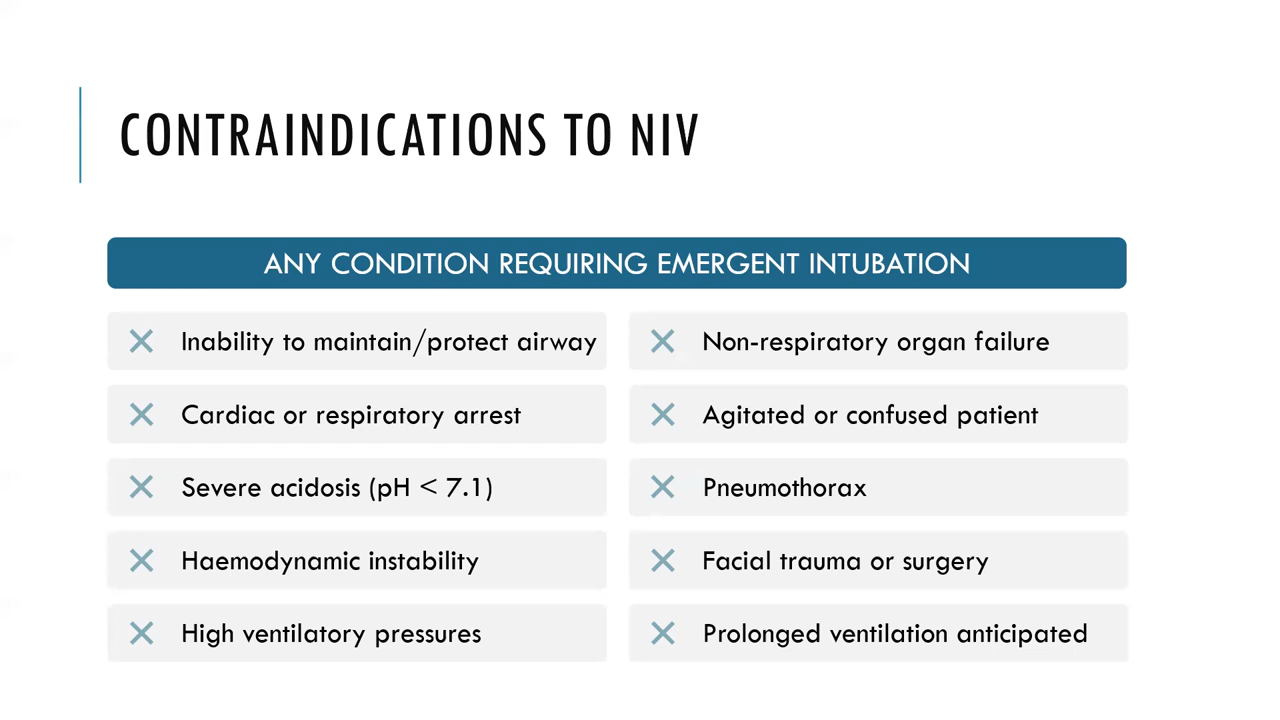 CONTRAINDICATIONS TO NIV
ANY CONDITION REQUIRING EMERGENT INTUBATION
Inability to maintain/protect airway
Cardiac or respiratory arrest
Severe acidosis (pH < 7.1)
Haemodynamic instability
High ventilatory pressures
Non-respiratory organ failure
Agitated or confused patient
Pneumothorax
Facial trauma or surgery
Prolonged ventilation anticipated